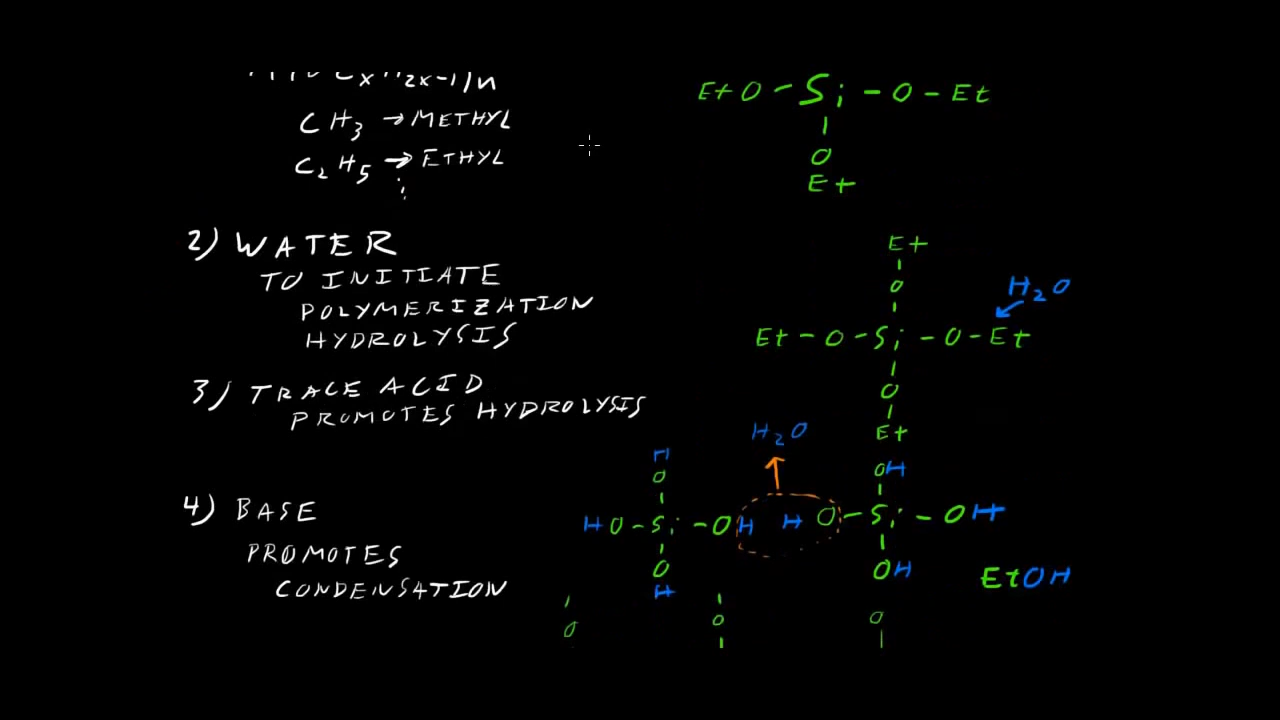 CH3 → METHYL
C2H5 → ETHYL
2) WATER
TO INITIATE
POLYMERIZATION
HYDROLYSIS
3) TRACE ACID
PROMOTES HYDROLYSIS
4) BASE
PROMOTES
CONDENSATION
EtO - Si - O - Et
O
Et
Et
O
H2O
Et - O - Si - O - Et
O
Et
H2O
H
O
HO - Si - OH
O
H
OH
H O - Si - OH
OH
EtOH
O
O
O